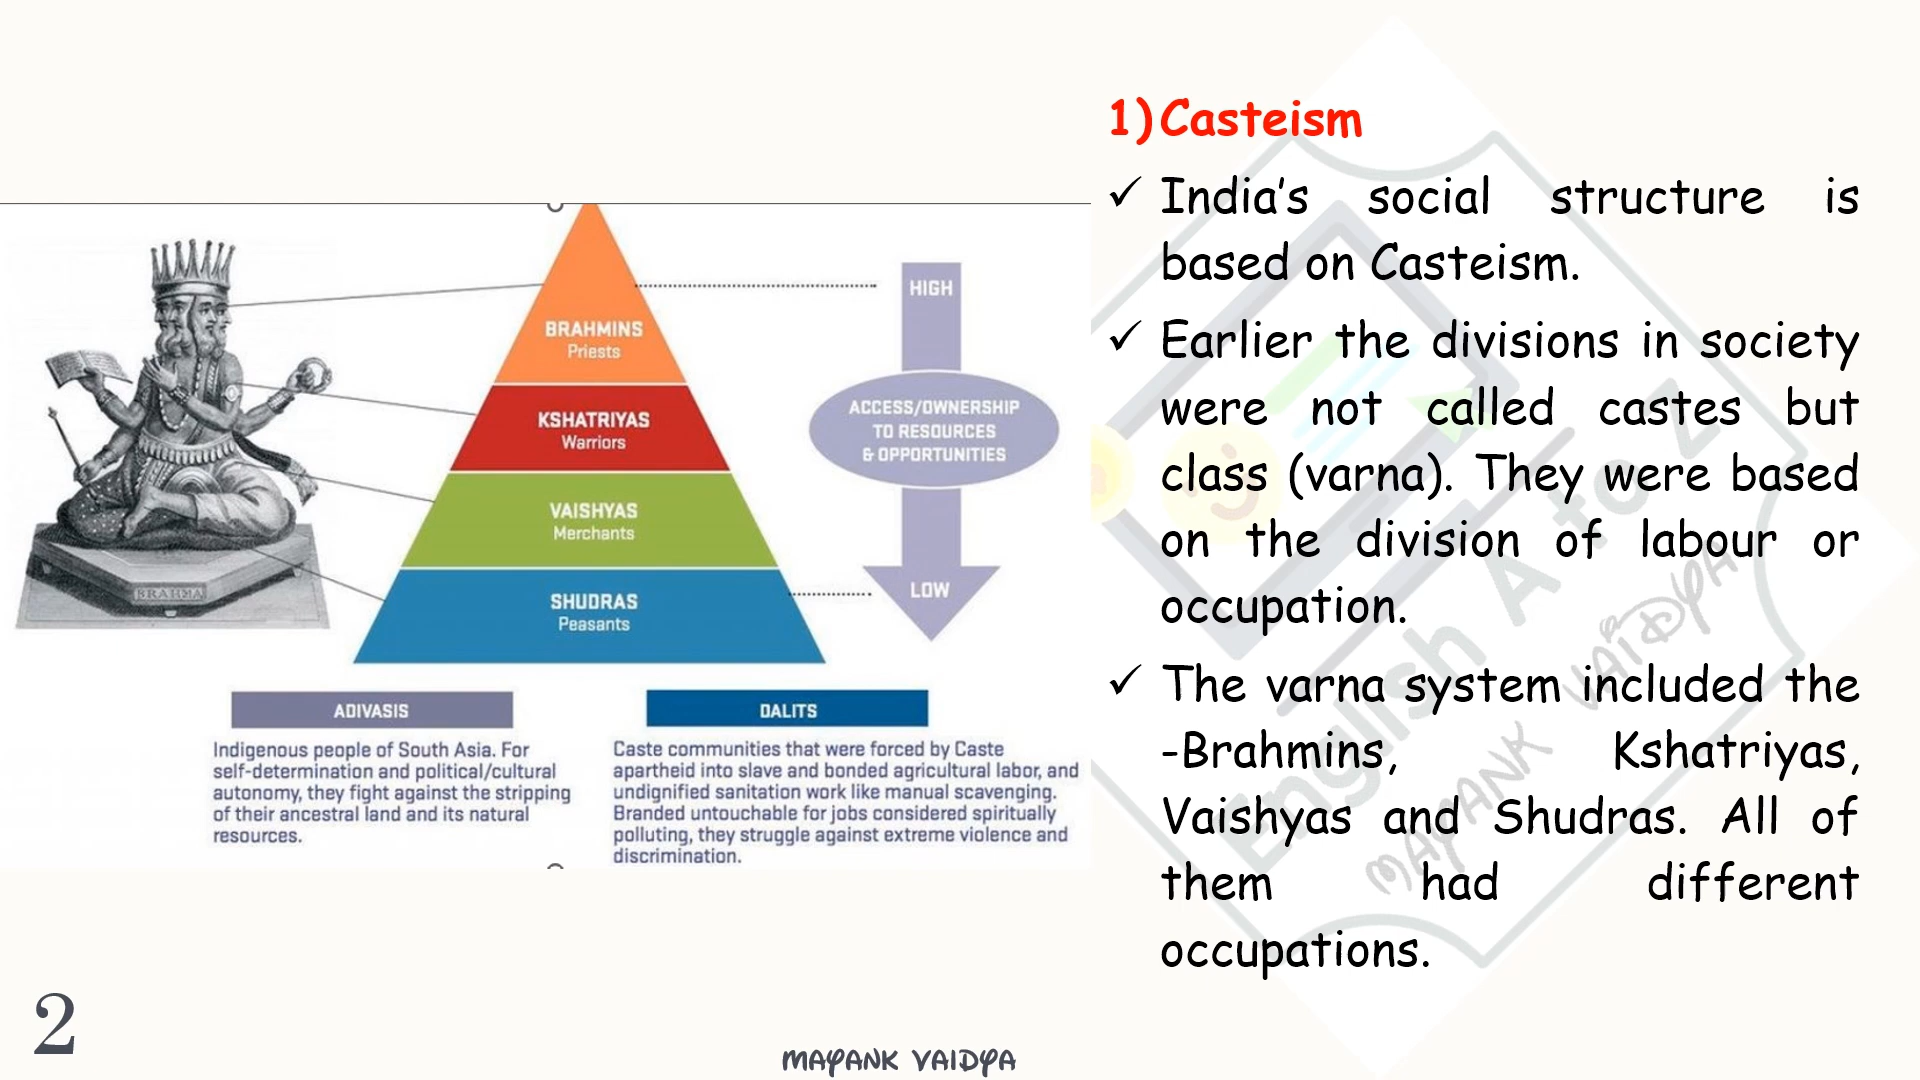 1) Casteism
✓ India’s social structure is
based on Casteism.
✓ Earlier the divisions in society
were not called castes but
class (varna). They were based
on the division of labour or
occupation.
✓ The varna system included the
-Brahmins, Kshatriyas,
Vaishyas and Shudras. All of
them had different
occupations.
BRAHMINS
Priests
KSHATRIYAS
Warriors
VAISHYAS
Merchants
SHUDRAS
Peasants
HIGH
ACCESS/OWNERSHIP
TO RESOURCES
& OPPORTUNITIES
LOW
BRAHMA
ADIVASIS
Indigenous people of South Asia. For
self-determination and political/cultural
autonomy, they fight against the stripping
of their ancestral land and its natural
resources.
DALITS
Caste communities that were forced by Caste
apartheid into slave and bonded agricultural labor, and
undignified sanitation work like manual scavenging.
Branded untouchable for jobs considered spiritually
polluting, they struggle against extreme violence and
discrimination.
English A to Z
MAYANK VAIDYA
2
MAYANK VAIDYA